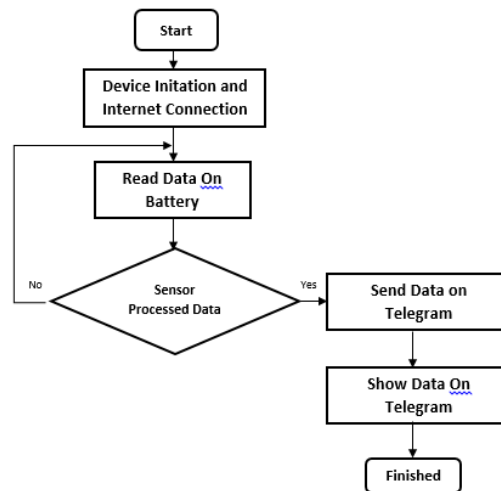 Start
Device Initation and
Internet Connection
Read Data On
Battery
No
Sensor
Processed Data
Yes
Send Data on
Telegram
Show Data On
Telegram
Finished